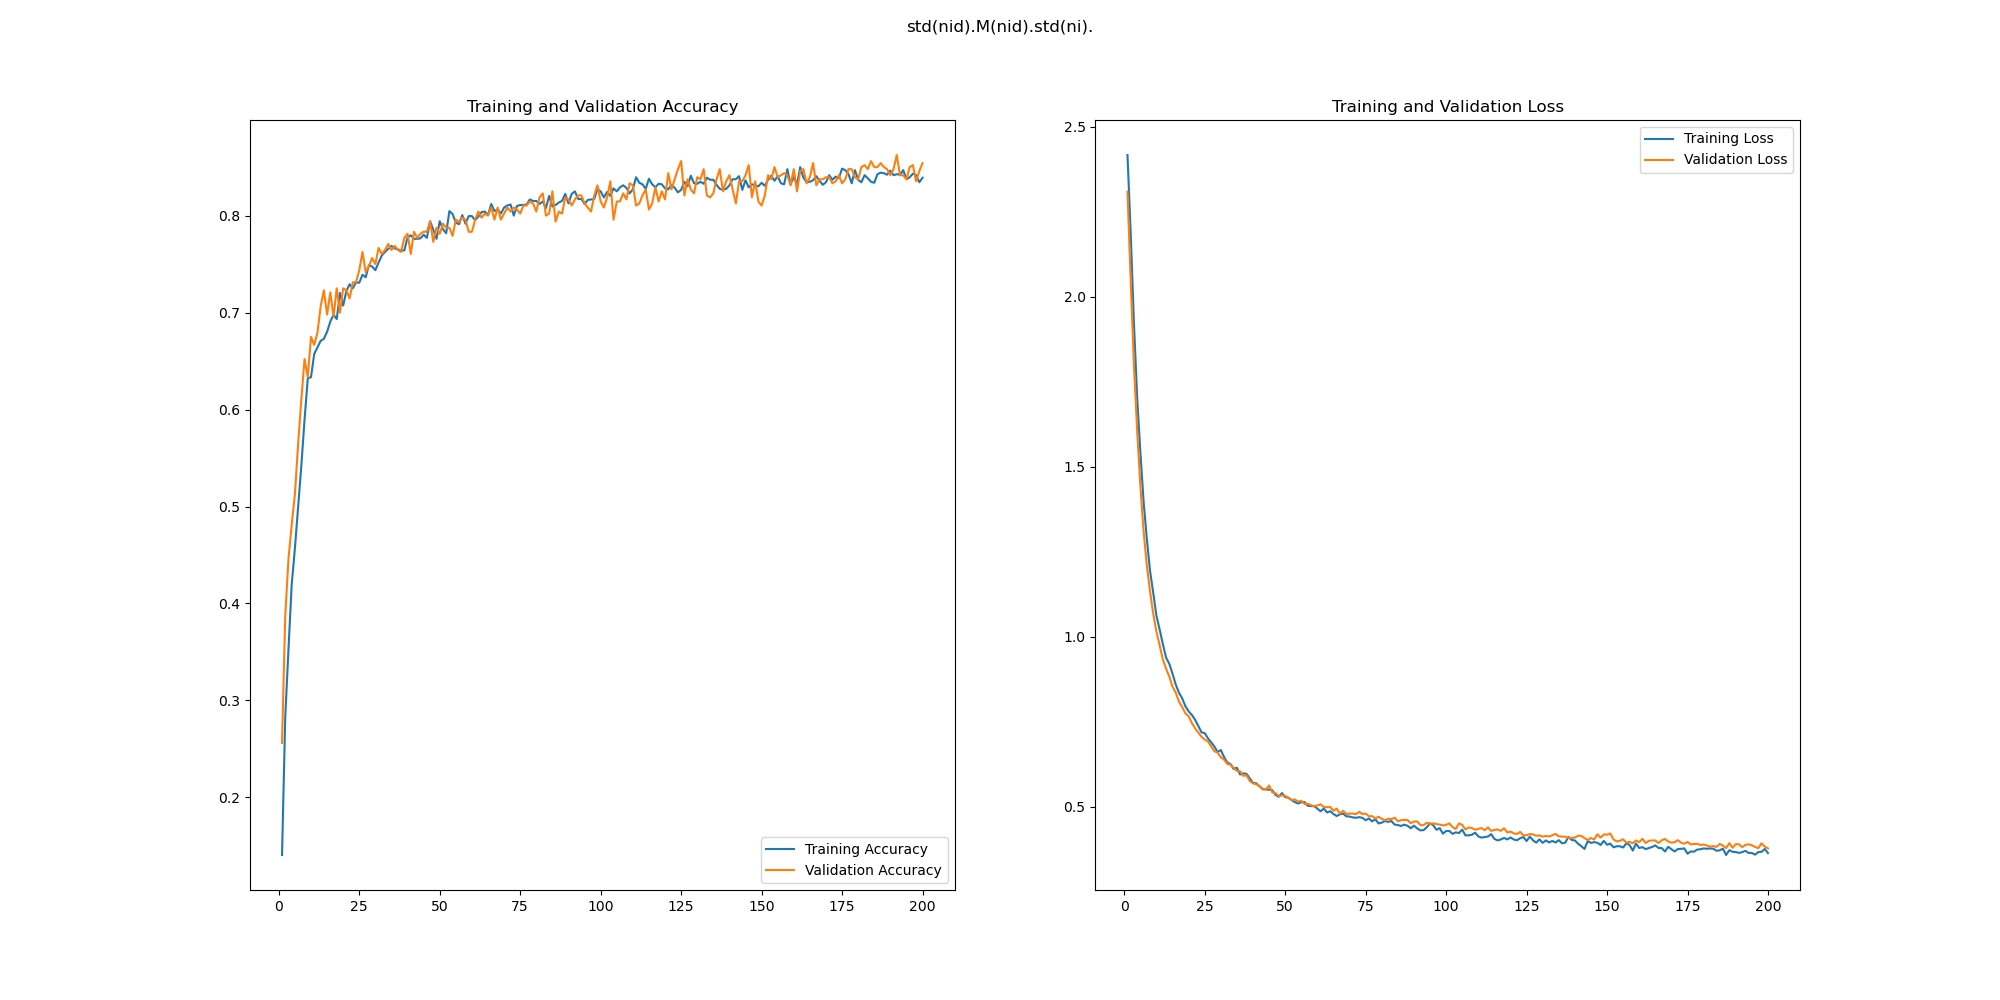 std(nid).M(nid).std(ni).
Training and Validation Accuracy
0.8
0.7
0.6
0.5
0.4
0.3
0.2
0 25 50 75 100 125 150 175 200
Training Accuracy
Validation Accuracy
Training and Validation Loss
2.5
2.0
1.5
1.0
0.5
0 25 50 75 100 125 150 175 200
Training Loss
Validation Loss